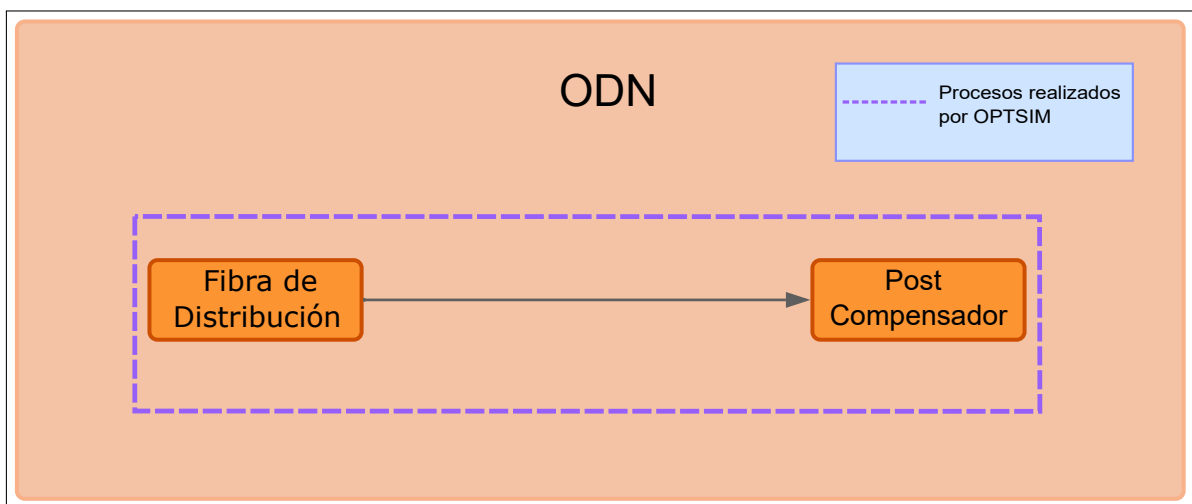 ODN
Procesos realizados
por OPTSIM
Fibra de
Distribución
Post
Compensador